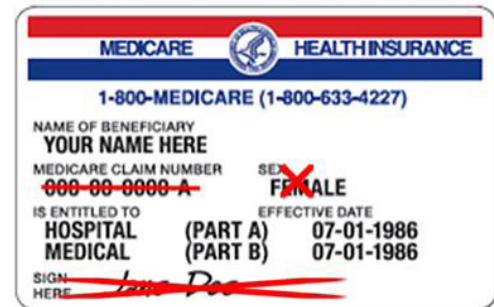 MEDICARE HEALTH INSURANCE
1-800-MEDICARE (1-800-633-4227)
NAME OF BENEFICIARY
YOUR NAME HERE
MEDICARE CLAIM NUMBER SEX
000-00-0000-A FEMALE
IS ENTITLED TO EFFECTIVE DATE
HOSPITAL (PART A) 07-01-1986
MEDICAL (PART B) 07-01-1986
SIGN
HERE Jane Doe